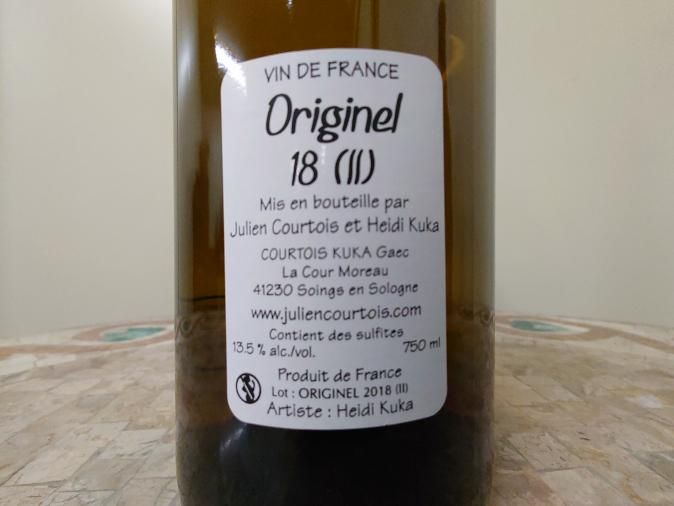 VIN DE FRANCE
Originel
18 (II)
Mis en bouteille par
Julien Courtois et Heidi Kuka
COURTOIS KUKA Gaec
La Cour Moreau
41230 Soings en Sologne
www.juliencourtois.com
Contient des sulfites
13.5 % alc./vol. 750 ml
Produit de France
Lot : ORIGINEL 2018 (II)
Artiste : Heidi Kuka